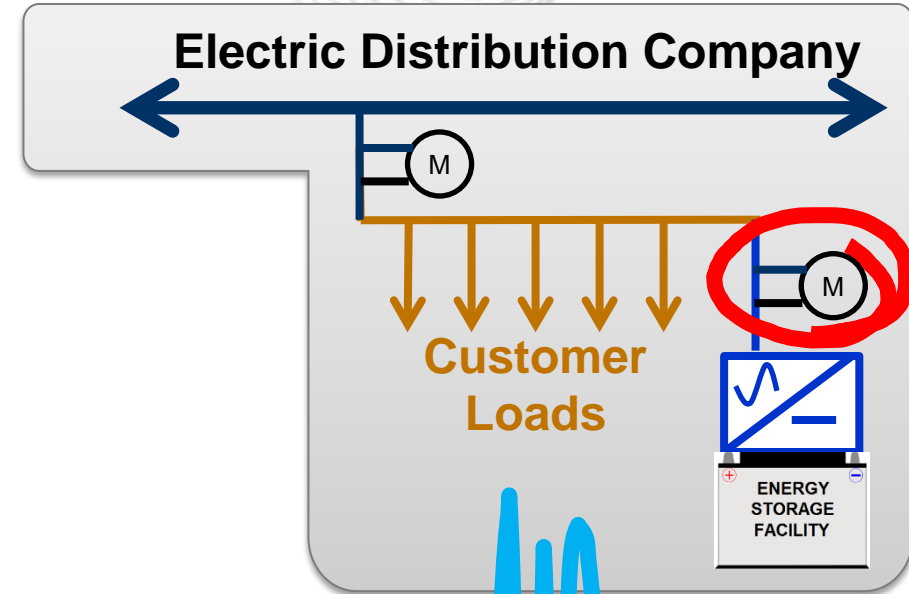 Electric Distribution Company
M
M
Customer
Loads
+
−
ENERGY
STORAGE
FACILITY